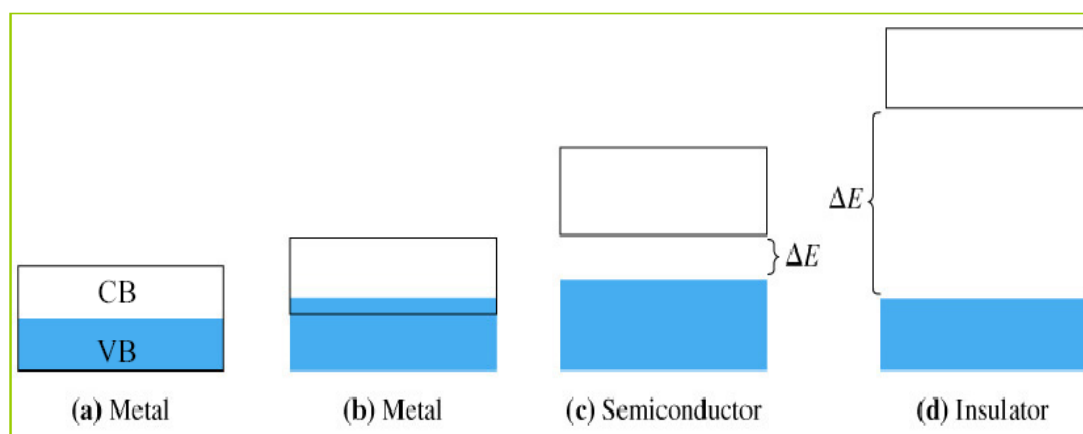 ΔE
ΔE
CB
VB
(a) Metal
(b) Metal
(c) Semiconductor
(d) Insulator